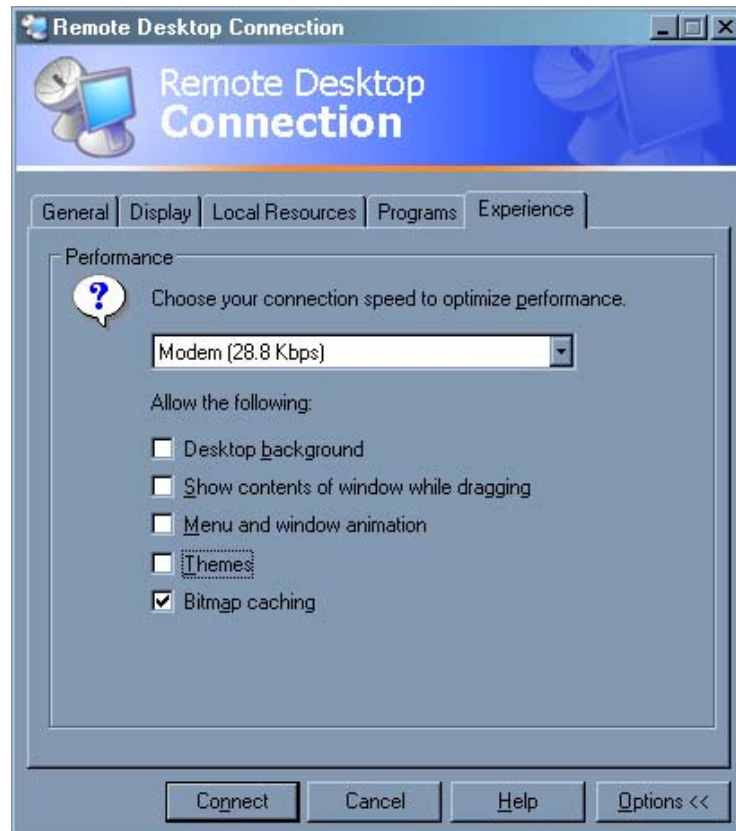 Remote Desktop Connection
Remote Desktop
Connection
General Display Local Resources Programs Experience
Performance
?
Choose your connection speed to optimize performance.
Modem (28.8 Kbps)
Allow the following:
Desktop background
Show contents of window while dragging
Menu and window animation
Themes
Bitmap caching
Connect Cancel Help Options <<